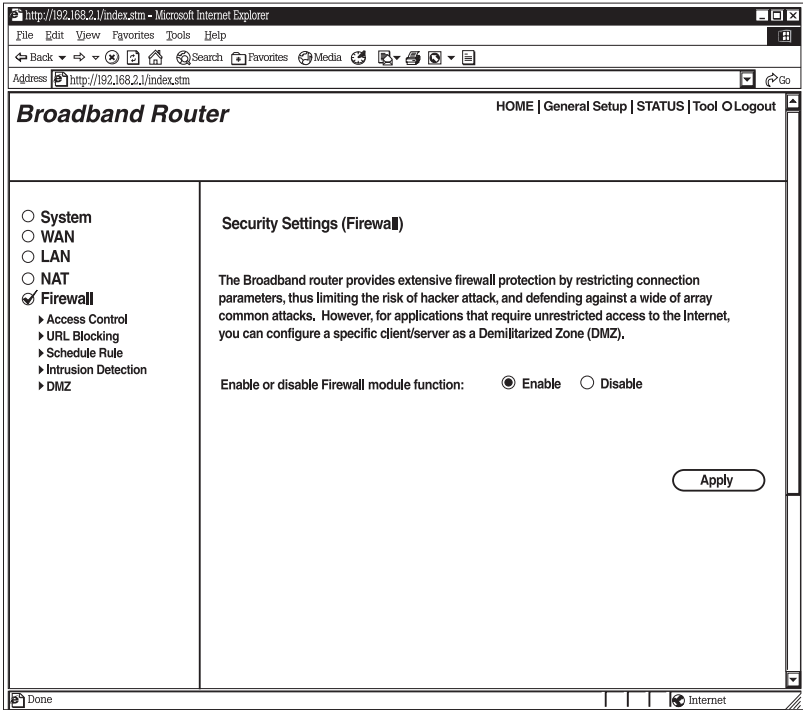 http://192.168.2.1/index.stm - Microsoft Internet Explorer
File Edit View Favorites Tools Help
Back Search Favorites Media
Address http://192.168.2.1/index.stm Go
Broadband Router
HOME | General Setup | STATUS | Tool Logout
System
WAN
LAN
NAT
Firewall
Access Control
URL Blocking
Schedule Rule
Intrusion Detection
DMZ
Security Settings (Firewall)
The Broadband router provides extensive firewall protection by restricting connection
parameters, thus limiting the risk of hacker attack, and defending against a wide of array
common attacks. However, for applications that require unrestricted access to the Internet,
you can configure a specific client/server as a Demilitarized Zone (DMZ).
Enable or disable Firewall module function: Enable Disable
Apply
Done Internet